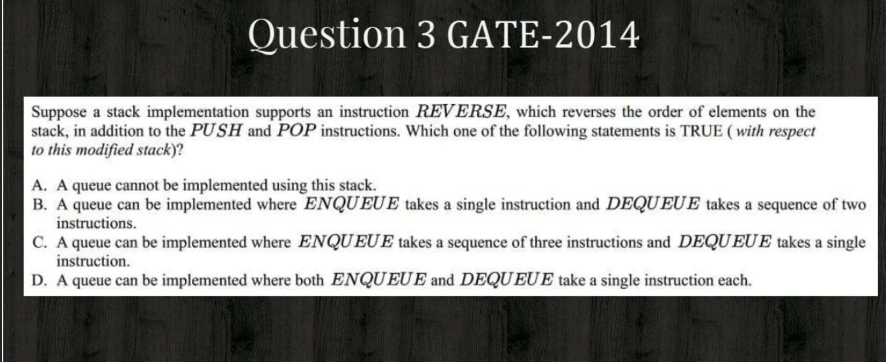 Question 3 GATE-2014
Suppose a stack implementation supports an instruction REVERSE, which reverses the order of elements on the
stack, in addition to the PUSH and POP instructions. Which one of the following statements is TRUE ( with respect
to this modified stack)?
A. A queue cannot be implemented using this stack.
B. A queue can be implemented where ENQUEUE takes a single instruction and DEQUEUE takes a sequence of two
instructions.
C. A queue can be implemented where ENQUEUE takes a sequence of three instructions and DEQUEUE takes a single
instruction.
D. A queue can be implemented where both ENQUEUE and DEQUEUE take a single instruction each.